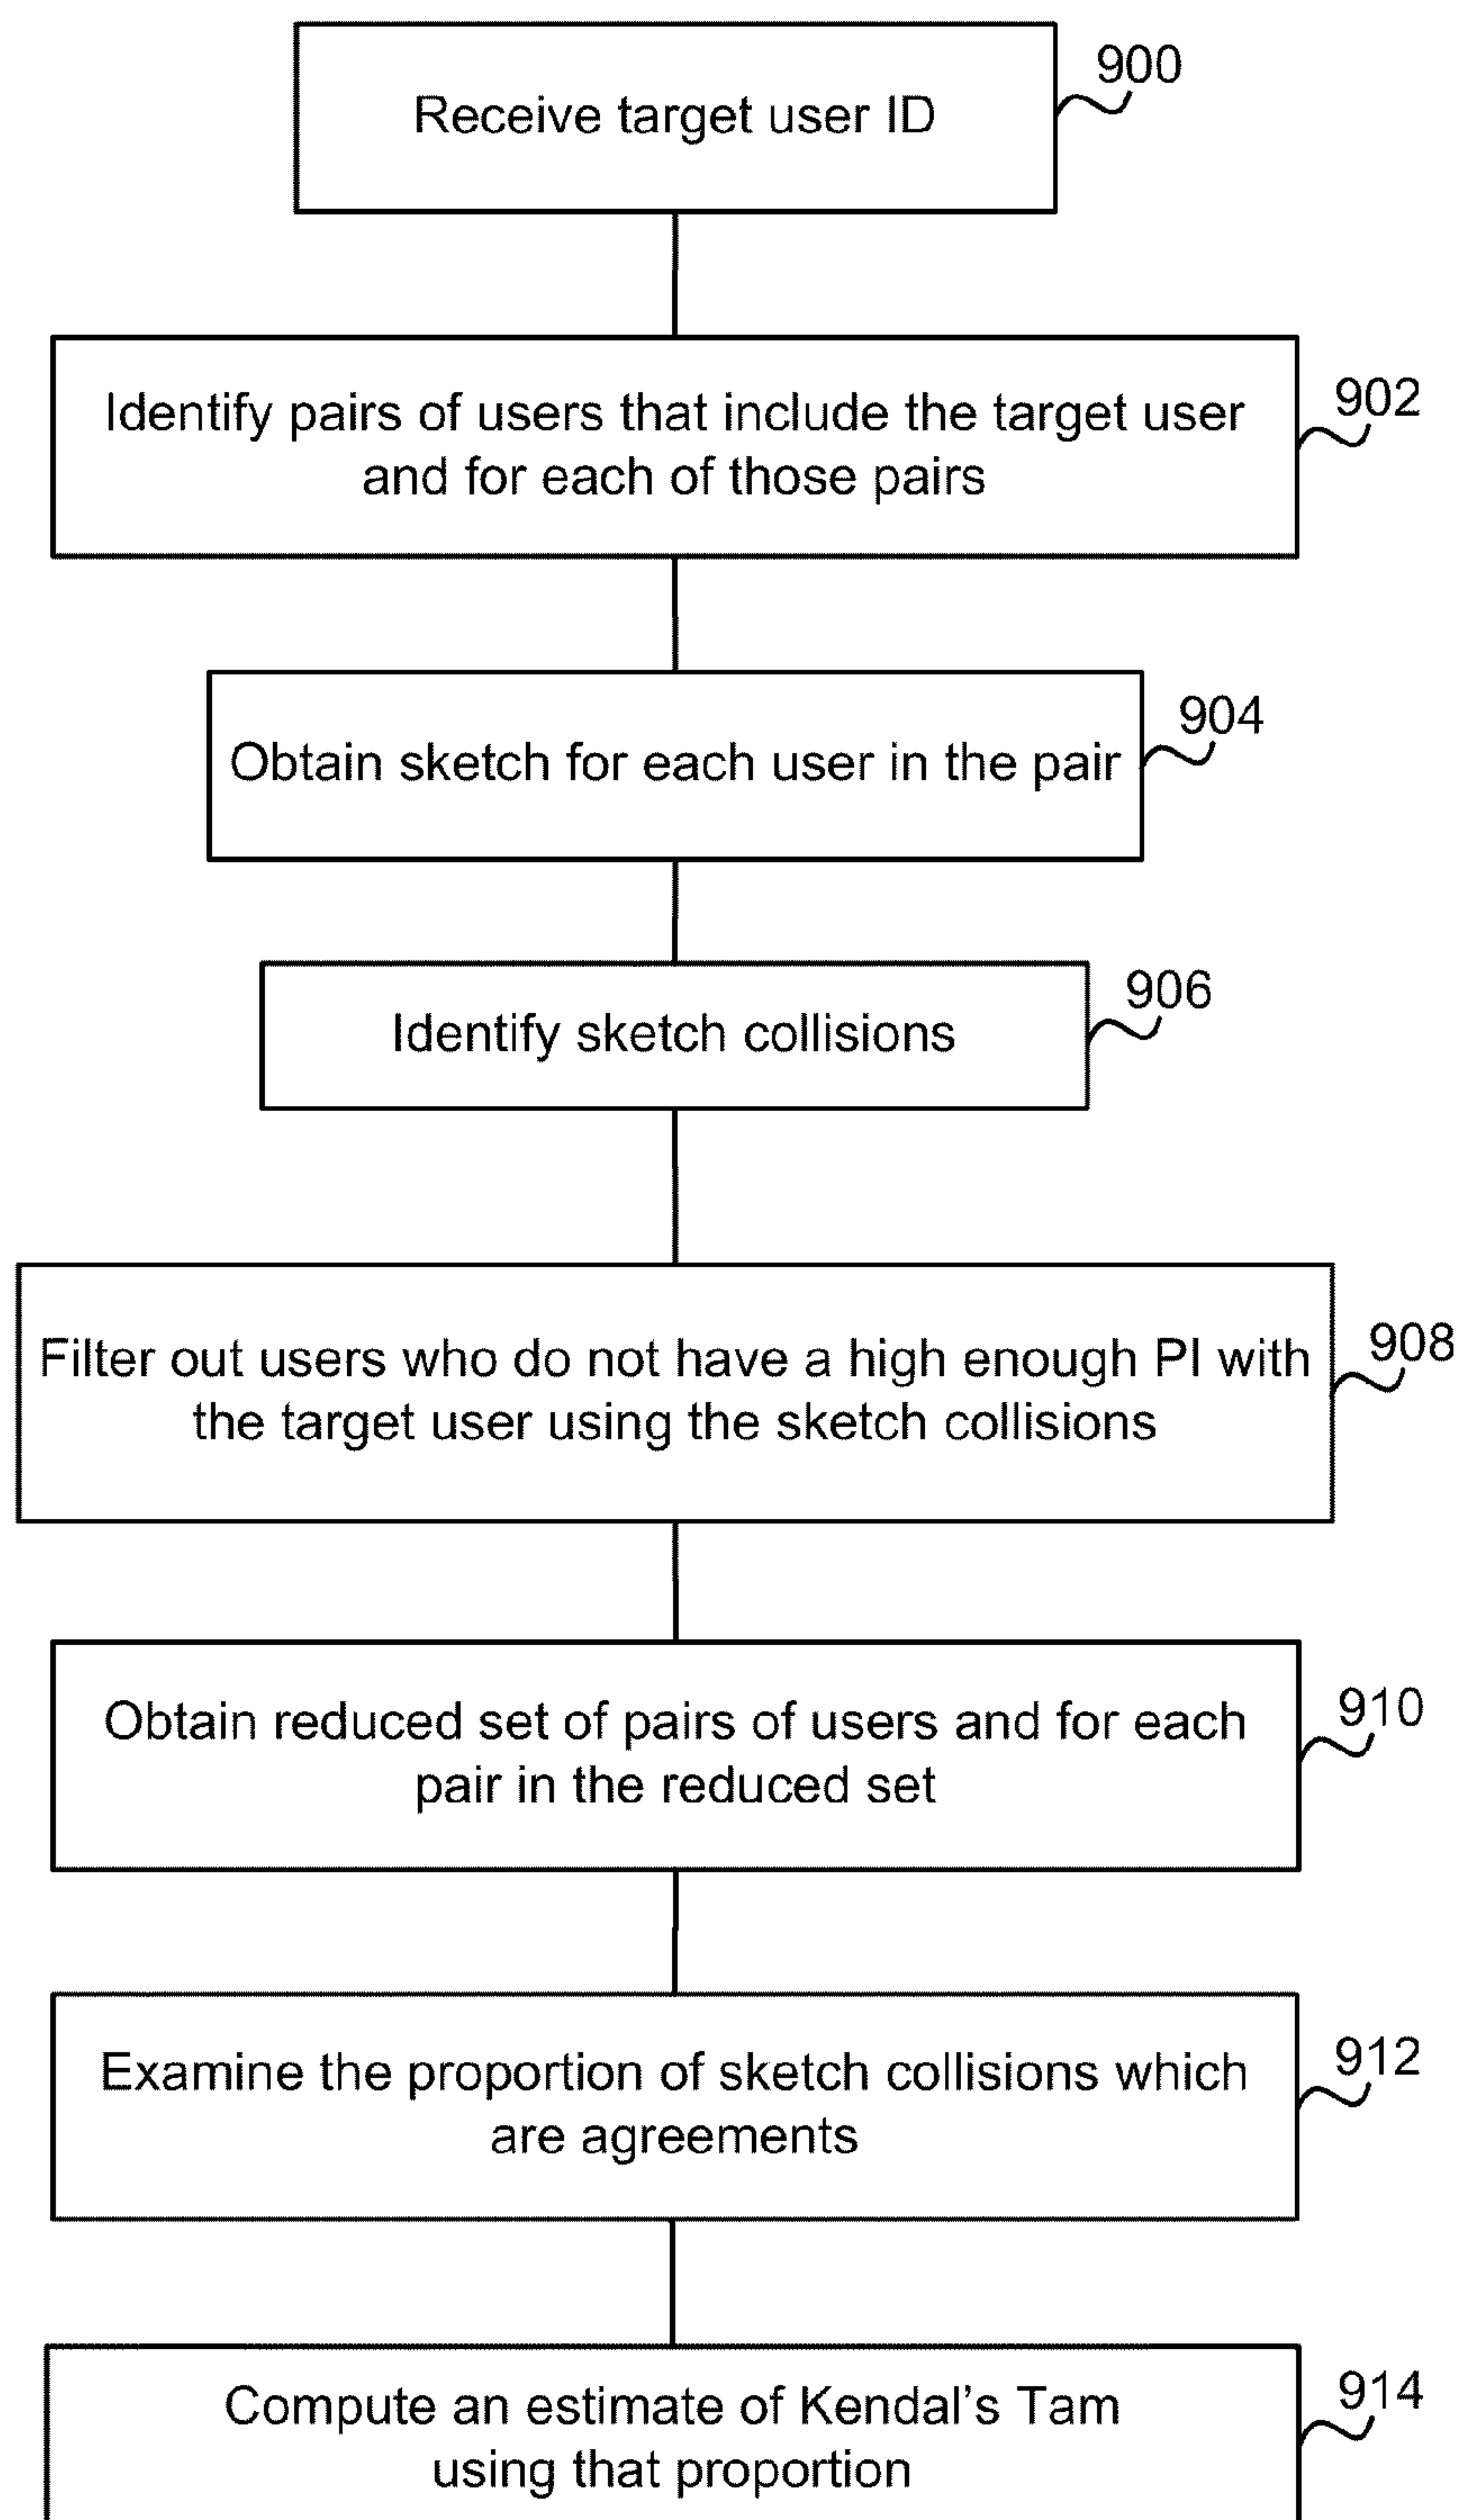 Receive target user ID
900
Identify pairs of users that include the target user
and for each of those pairs
902
Obtain sketch for each user in the pair
904
Identify sketch collisions
906
Filter out users who do not have a high enough PI with
the target user using the sketch collisions
908
Obtain reduced set of pairs of users and for each
pair in the reduced set
910
Examine the proportion of sketch collisions which
are agreements
912
Compute an estimate of Kendal's Tam
using that proportion
914